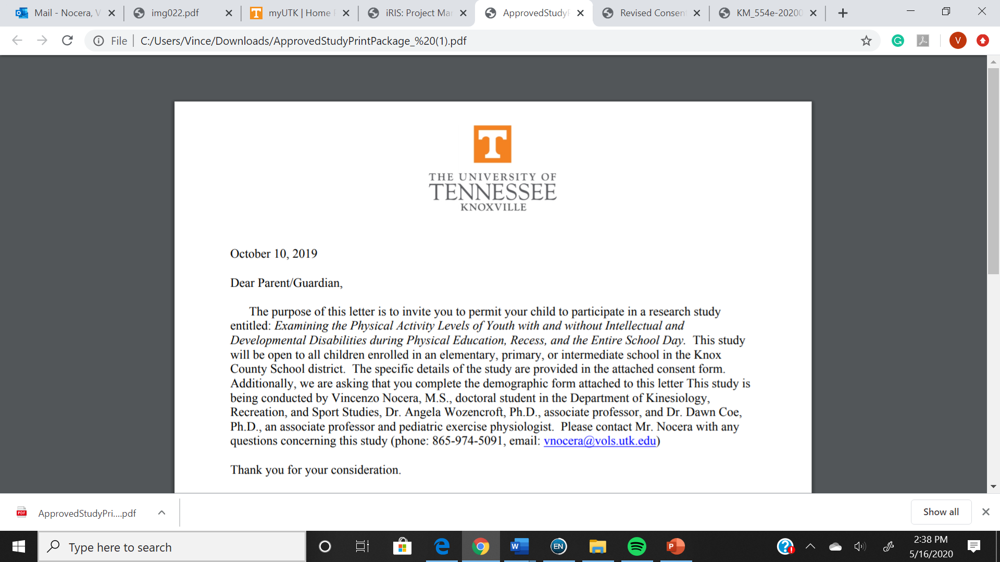 Mail - Nocera, V
img022.pdf
myUTK | Home
iRIS: Project Mar
ApprovedStudyP
Revised Consent
KM_554e-20200
File
C:/Users/Vince/Downloads/ApprovedStudyPrintPackage_%20(1).pdf
G
V
T
THE UNIVERSITY OF
TENNESSEE
KNOXVILLE
October 10, 2019
Dear Parent/Guardian,
The purpose of this letter is to invite you to permit your child to participate in a research study
entitled: Examining the Physical Activity Levels of Youth with and without Intellectual and
Developmental Disabilities during Physical Education, Recess, and the Entire School Day. This study
will be open to all children enrolled in an elementary, primary, or intermediate school in the Knox
County School district. The specific details of the study are provided in the attached consent form.
Additionally, we are asking that you complete the demographic form attached to this letter This study is
being conducted by Vincenzo Nocera, M.S., doctoral student in the Department of Kinesiology,
Recreation, and Sport Studies, Dr. Angela Wozencroft, Ph.D., associate professor, and Dr. Dawn Coe,
Ph.D., an associate professor and pediatric exercise physiologist. Please contact Mr. Nocera with any
questions concerning this study (phone: 865-974-5091, email: vnocera@vols.utk.edu)
Thank you for your consideration.
PDF
ApprovedStudyPri....pdf
Show all
Type here to search
W
EN
P
2:38 PM
5/16/2020